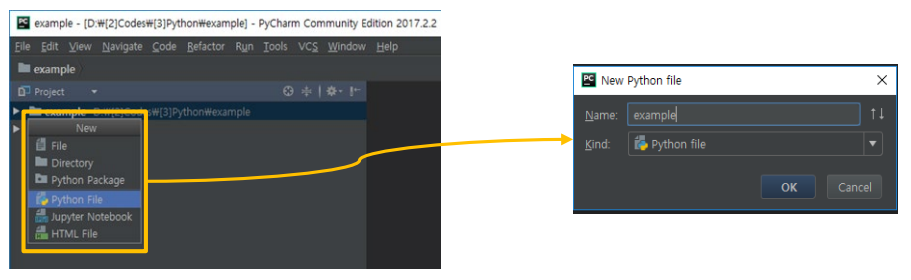 example - [D:₩[2]Codes₩[3]Python₩example] - PyCharm Community Edition 2017.2.2
File Edit View Navigate Code Refactor Run Tools VCS Window Help
example
Project
example D:₩[2]Codes₩[3]Python₩example
New
File
Directory
Python Package
Python File
Jupyter Notebook
HTML File
New Python file
Name: example
Kind: Python file
OK Cancel